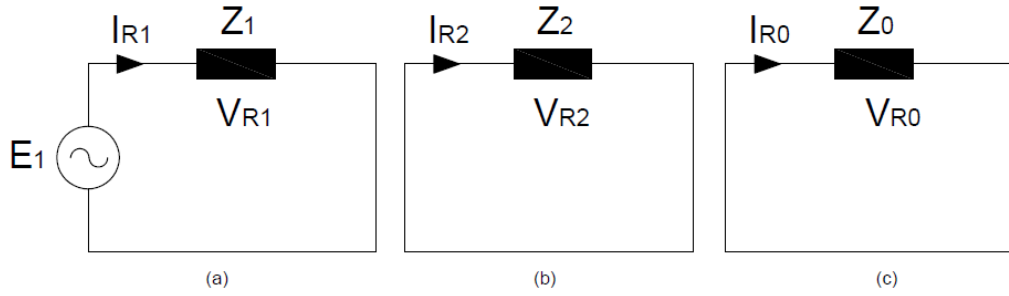 IR1 Z1 IR2 Z2 IR0 Z0
VR1 VR2 VR0
E1
(a) (b) (c)